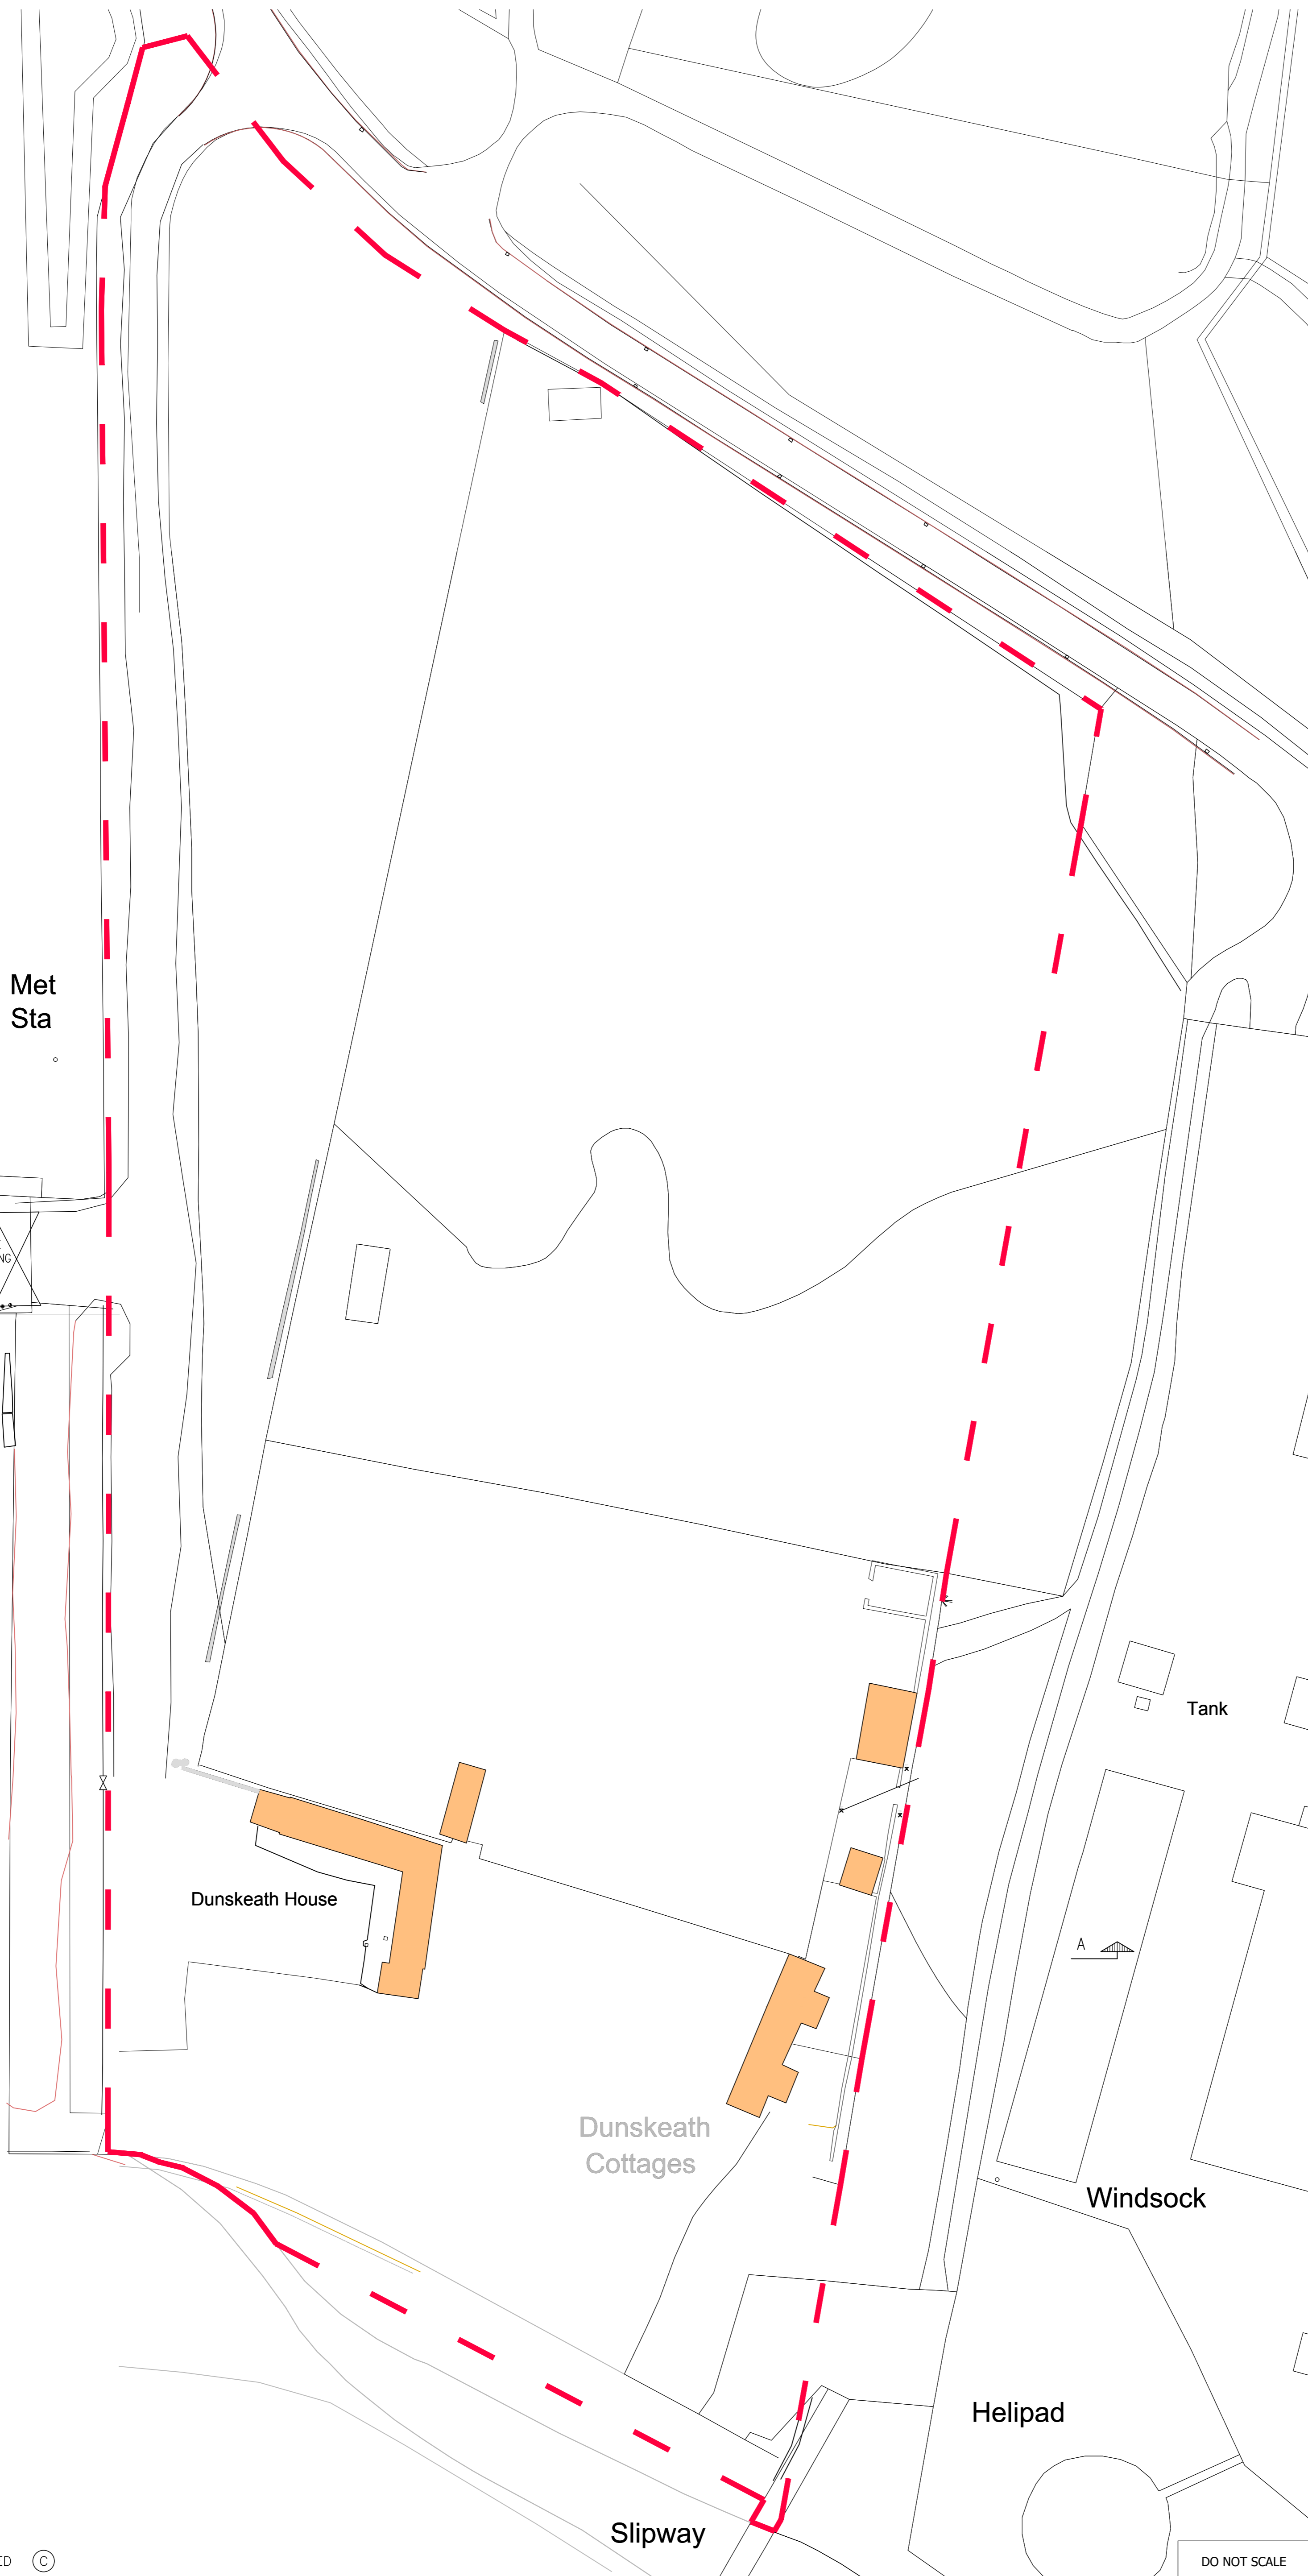 Met
Sta
Tank
Dunskeath House
A
Dunskeath
Cottages
Windsock
Helipad
Slipway
C
DO NOT SCALE